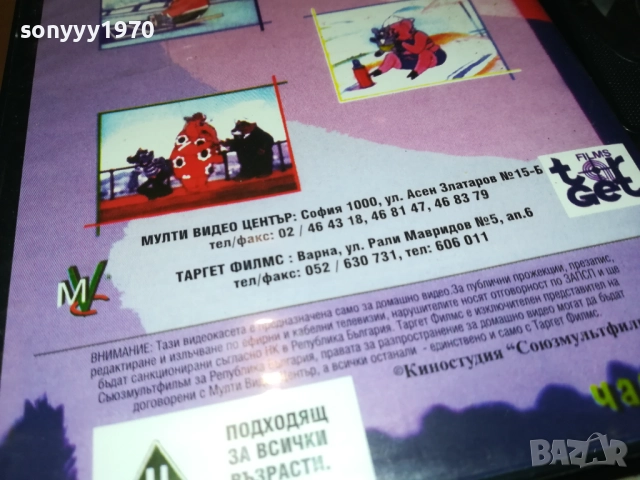 sonyyy1970
FILMS
tar
Get
МУЛТИ ВИДЕО ЦЕНТЪР: София 1000, ул. Асен Златаров №15-Б
тел/факс: 02 / 46 43 18, 46 81 47, 46 83 79
ТАРГЕТ ФИЛМС : Варна, ул. Рали Мавридов №5, ап.6
тел/факс: 052 / 630 731, тел: 606 011
MVC
ВНИМАНИЕ: Тази видеокасета е предназначена само за домашно видео. За публични прожекции, презапис,
редактиране и излъчване по ефирни и кабелни телевизии, нарушителите носят отговорност по ЗАПСП и ще
бъдат санкционирани съгласно НК в Република България. Таргет Филмс е изключителен представител на
Съюзмултфилм за Република България, правата за разпространение за домашно видео могат да бъдат
договорени с Мулти Видео Център, а всички останали - единствено и само с Таргет Филмс.
©Киностудия "Союзмультфил
ча
ПОДХОДЯЩ
ЗА ВСИЧКИ
ВЪЗРАСТИ.
BAZAR